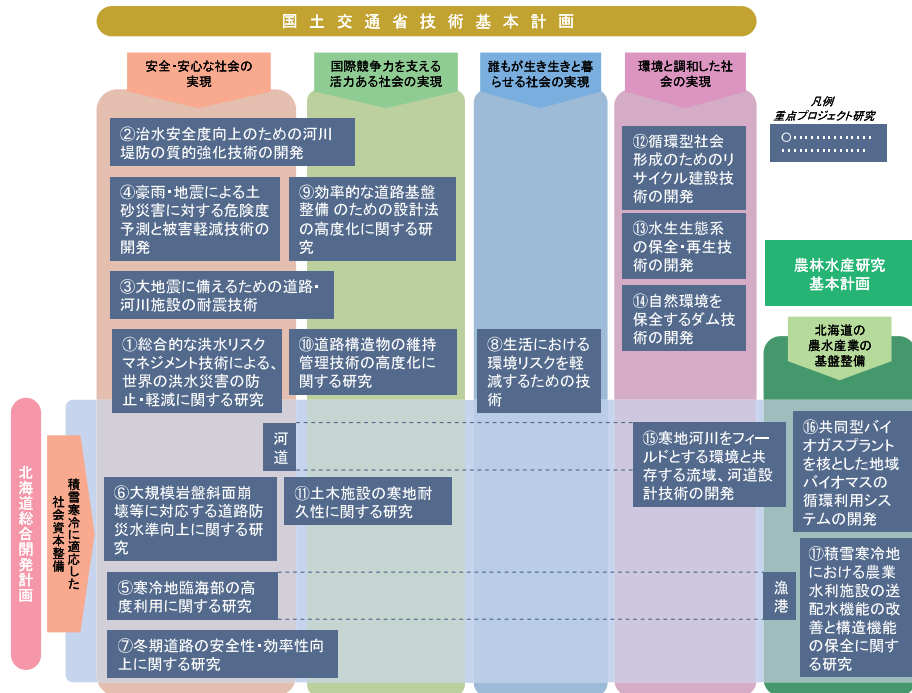 国土交通省技術基本計画
安全・安心な社会の
実現
国際競争力を支える
活力ある社会の実現
誰もが生き生きと暮
らせる社会の実現
環境と調和した社
会の実現
凡例
重点プロジェクト研究
②治水安全度向上のための河川
堤防の質的強化技術の開発
④豪雨・地震による土
砂災害に対する危険度
予測と被害軽減技術の
開発
⑨効率的な道路基盤
整備 のための設計法
の高度化に関する研
究
③大地震に備えるための道路・
河川施設の耐震技術
①総合的な洪水リスク
マネジメント技術による、
世界の洪水災害の防
止・軽減に関する研究
⑩道路構造物の維持
管理技術の高度化に
関する研究
⑧生活における
環境リスクを軽
減するための技
術
⑫循環型社会
形成のためのリ
サイクル建設技
術の開発
⑬水生生態系
の保全・再生技
術の開発
⑭自然環境を
保全するダム技
術の開発
農林水産研究
基本計画
北海道の
農水産業の
基盤整備
北海道総合開発計画
積雪寒冷に適応した
社会資本整備
河
道
⑮寒地河川をフィー
ルドとする環境と共
存する流域、河道設
計技術の開発
⑯共同型バイ
オガスプラント
を核とした地域
バイオマスの
循環利用シス
テムの開発
⑥大規模岩盤斜面崩
壊等に対応する道路防
災水準向上に関する研
究
⑪土木施設の寒地耐
久性に関する研究
⑤寒冷地臨海部の高
度利用に関する研究
漁
港
⑰積雪寒冷地
における農業
水利施設の送
配水機能の改
善と構造機能
の保全に関す
る研究
⑦冬期道路の安全性・効率性向
上に関する研究